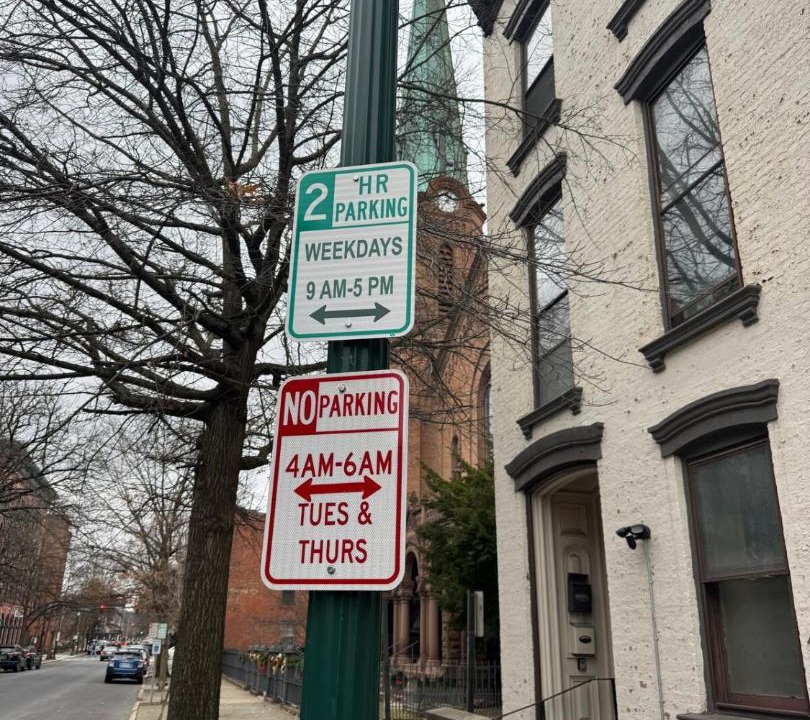 2 HR
PARKING
WEEKDAYS
9 AM-5 PM
NO PARKING
4AM-6AM
TUES &
THURS